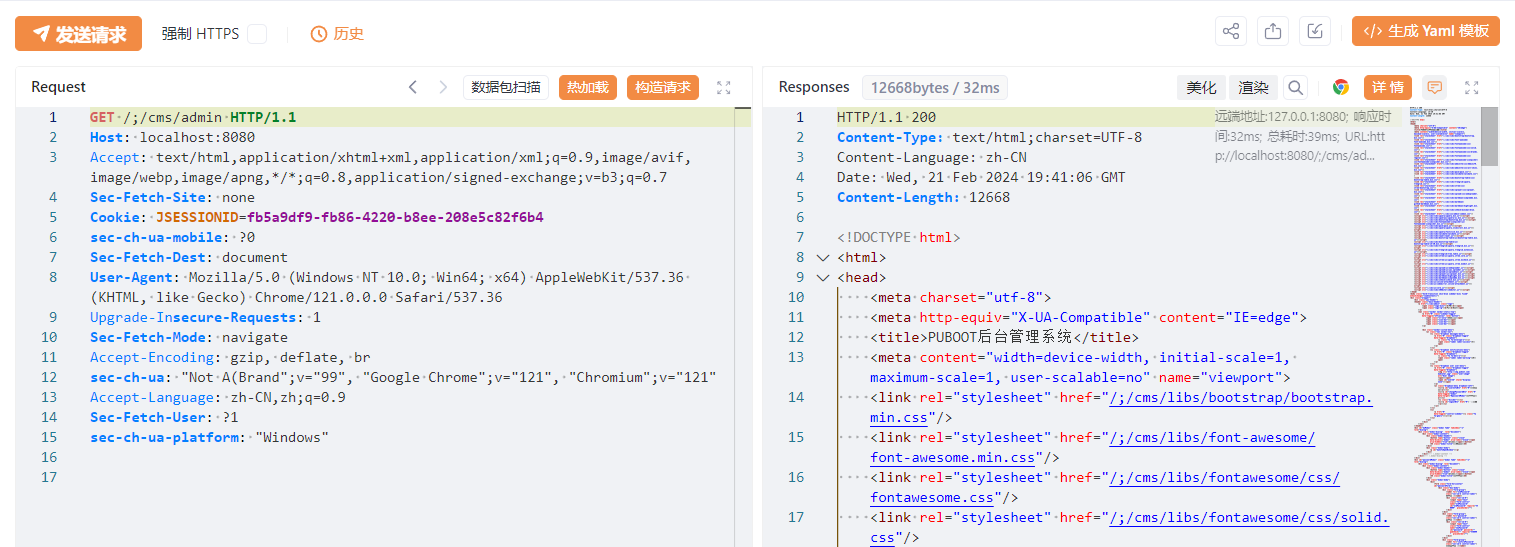 发送请求 强制 HTTPS 历史 生成 Yaml 模板
Request 数据包扫描 热加载 构造请求
1 GET /;/cms/admin HTTP/1.1
2 Host: localhost:8080
3 Accept: text/html,application/xhtml+xml,application/xml;q=0.9,image/avif,
image/webp,image/apng,*/*;q=0.8,application/signed-exchange;v=b3;q=0.7
4 Sec-Fetch-Site: none
5 Cookie: JSESSIONID=fb5a9df9-fb86-4220-b8ee-208e5c82f6b4
6 sec-ch-ua-mobile: ?0
7 Sec-Fetch-Dest: document
8 User-Agent: Mozilla/5.0 (Windows NT 10.0; Win64; x64) AppleWebKit/537.36
(KHTML, like Gecko) Chrome/121.0.0.0 Safari/537.36
9 Upgrade-Insecure-Requests: 1
10 Sec-Fetch-Mode: navigate
11 Accept-Encoding: gzip, deflate, br
12 sec-ch-ua: "Not A(Brand";v="99", "Google Chrome";v="121", "Chromium";v="121"
13 Accept-Language: zh-CN,zh;q=0.9
14 Sec-Fetch-User: ?1
15 sec-ch-ua-platform: "Windows"
16
17
Responses 12668bytes / 32ms 美化 渲染 详情
1 HTTP/1.1 200
2 Content-Type: text/html;charset=UTF-8
3 Content-Language: zh-CN
4 Date: Wed, 21 Feb 2024 19:41:06 GMT
5 Content-Length: 12668
6
7 <!DOCTYPE html>
8 <html>
9 <head>
10 <meta charset="utf-8">
11 <meta http-equiv="X-UA-Compatible" content="IE=edge">
12 <title>PUBOOT后台管理系统</title>
13 <meta content="width=device-width, initial-scale=1,
maximum-scale=1, user-scalable=no" name="viewport">
14 <link rel="stylesheet" href="/;/cms/libs/bootstrap/bootstrap.
min.css"/>
15 <link rel="stylesheet" href="/;/cms/libs/font-awesome/
font-awesome.min.css"/>
16 <link rel="stylesheet" href="/;/cms/libs/fontawesome/css/
fontawesome.css"/>
17 <link rel="stylesheet" href="/;/cms/libs/fontawesome/css/solid.
css"/>
远端地址:127.0.0.1:8080; 响应时
间:32ms; 总耗时:39ms; URL:htt
p://localhost:8080/;/cms/ad...